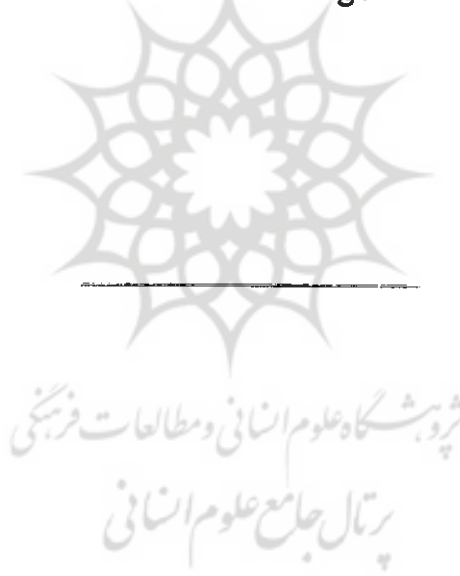 پژوهشگاه علوم انسانی و مطالعات فرهنگی
پرتال جامع علوم انسانی